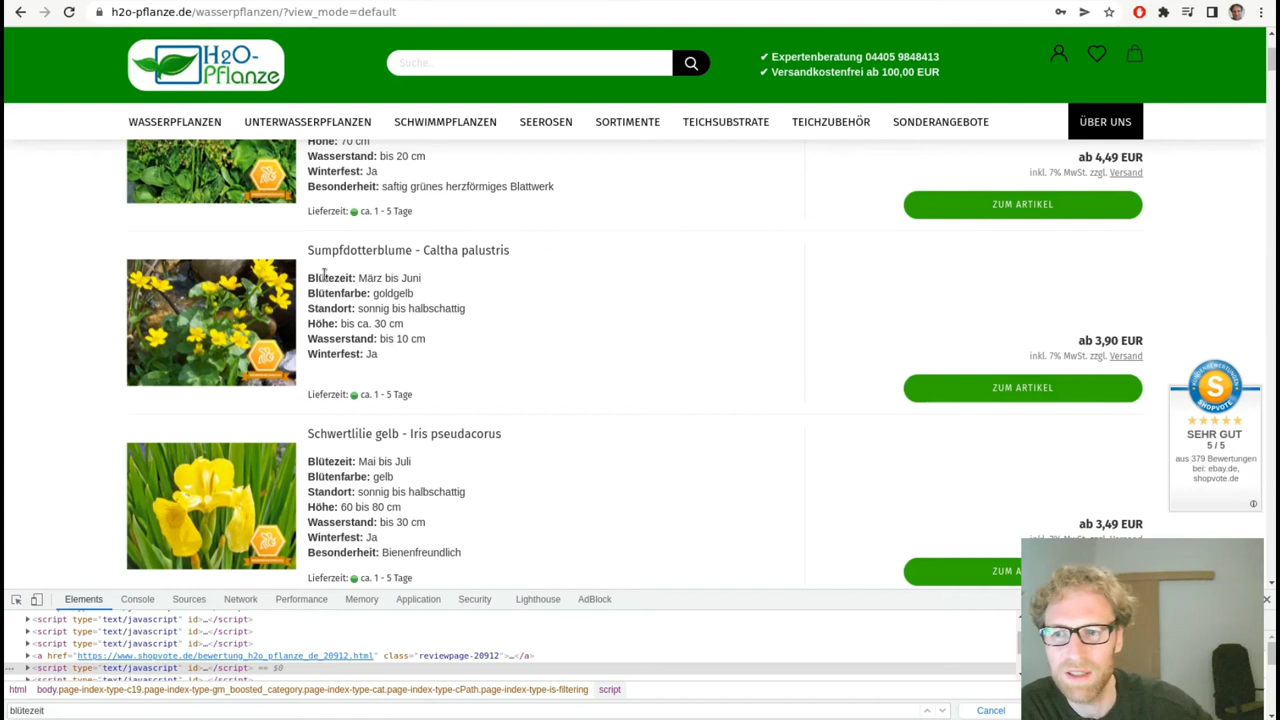 h2o-pflanze.de/wasserpflanzen/?view_mode=default
H2O-
Pflanze
Suche...
✔ Expertenberatung 04405 9848413
✔ Versandkostenfrei ab 100,00 EUR
WASSERPFLANZEN UNTERWASSERPFLANZEN SCHWIMMPFLANZEN SEEROSEN SORTIMENTE TEICHSUBSTRATE TEICHZUBEHÖR SONDERANGEBOTE ÜBER UNS
Höhe: 70 cm
Wasserstand: bis 20 cm
Winterfest: Ja
Besonderheit: saftig grünes herzförmiges Blattwerk
Lieferzeit: ca. 1 - 5 Tage
ab 4,49 EUR
inkl. 7% MwSt. zzgl. Versand
ZUM ARTIKEL
Sumpfdotterblume - Caltha palustris
Blütezeit: März bis Juni
Blütenfarbe: goldgelb
Standort: sonnig bis halbschattig
Höhe: bis ca. 30 cm
Wasserstand: bis 10 cm
Winterfest: Ja
Lieferzeit: ca. 1 - 5 Tage
ab 3,90 EUR
inkl. 7% MwSt. zzgl. Versand
ZUM ARTIKEL
Schwertlilie gelb - Iris pseudacorus
Blütezeit: Mai bis Juli
Blütenfarbe: gelb
Standort: sonnig bis halbschattig
Höhe: 60 bis 80 cm
Wasserstand: bis 30 cm
Winterfest: Ja
Besonderheit: Bienenfreundlich
Lieferzeit: ca. 1 - 5 Tage
ab 3,49 EUR
ZUM A
SHOPVOTE
SEHR GUT
5 / 5
aus 379 Bewertungen
bei: ebay.de,
shopvote.de
Elements Console Sources Network Performance Memory Application Security Lighthouse AdBlock
<script type="text/javascript" id>…</script>
<script type="text/javascript" id>…</script>
<script type="text/javascript" id>…</script>
<a href="https://www.shopvote.de/bewertung_h2o_pflanze_de_20912.html" class="reviewpage-20912">…</a>
<script type="text/javascript" id>…</script> == $0
html body.page-index-type-c19.page-index-type-gm_boosted_category.page-index-type-cat.page-index-type-cPath.page-index-type-is-filtering script
blütezeit
Cancel